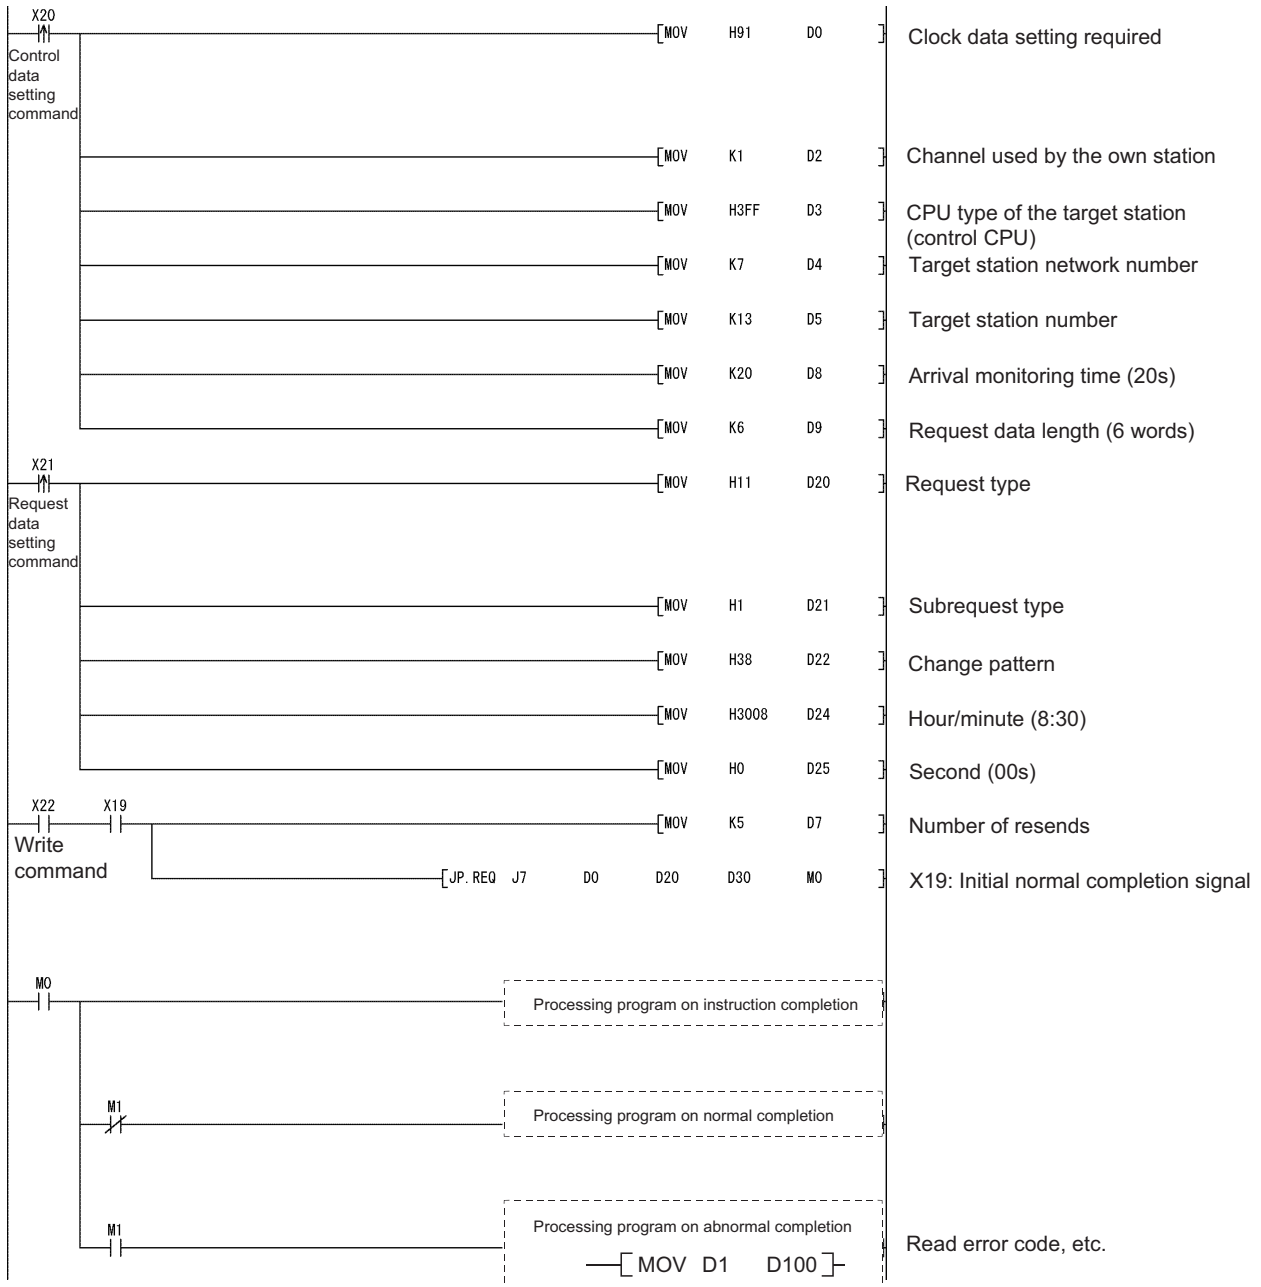 X20
MOV H91 D0 Clock data setting required
Control
data
setting
command
MOV K1 D2 Channel used by the own station
MOV H3FF D3 CPU type of the target station
(control CPU)
MOV K7 D4 Target station network number
MOV K13 D5 Target station number
MOV K20 D8 Arrival monitoring time (20s)
MOV K6 D9 Request data length (6 words)
X21
MOV H11 D20 Request type
Request
data
setting
command
MOV H1 D21 Subrequest type
MOV H38 D22 Change pattern
MOV H3008 D24 Hour/minute (8:30)
MOV H0 D25 Second (00s)
X22 X19
MOV K5 D7 Number of resends
Write
command
JP.REQ J7 D0 D20 D30 M0 X19: Initial normal completion signal
M0
Processing program on instruction completion
M1
Processing program on normal completion
M1
Processing program on abnormal completion
Read error code, etc.
MOV D1 D100